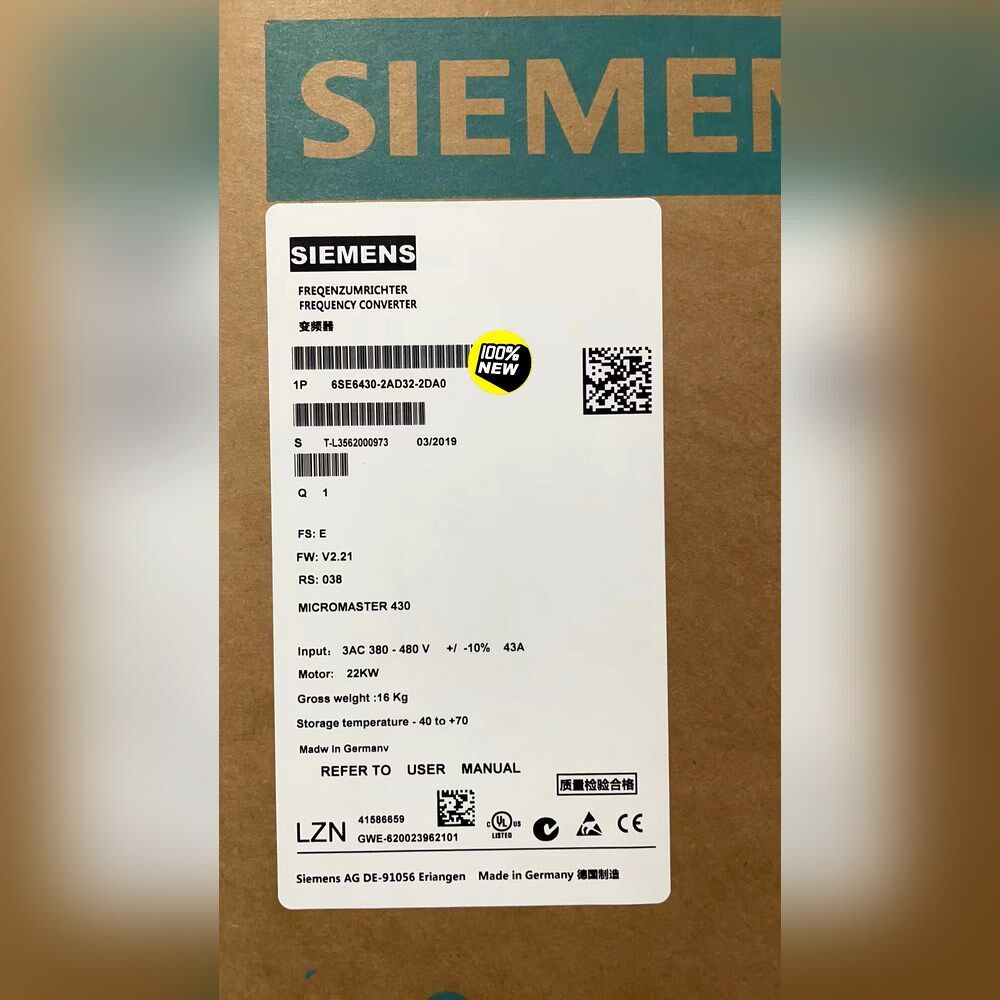 SIEMEN
SIEMENS
FREQENZUMRICHTER
FREQUENCY CONVERTER
变频器
100% NEW
1P 6SE6430-2AD32-2DA0
S T-L3562000973 03/2019
Q 1
FS: E
FW: V2.21
RS: 038
MICROMASTER 430
Input: 3AC 380 - 480 V +/ -10% 43A
Motor: 22KW
Gross weight :16 Kg
Storage temperature - 40 to +70
Madw in Germanv
REFER TO USER MANUAL
质量检验合格
LZN 41586659
GWE-620023962101
C UL US LISTED
CE
Siemens AG DE-91056 Eriangen Made in Germany 德国制造